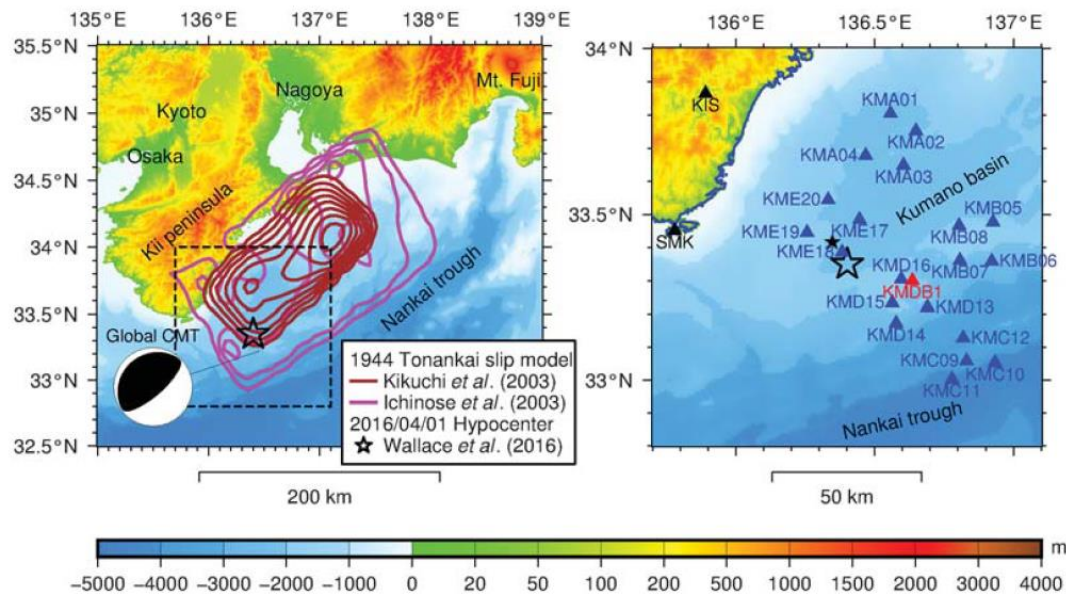 135°E 136°E 137°E 138°E 139°E
35.5°N
35°N
34.5°N
34°N
33.5°N
33°N
32.5°N
Mt. Fuji
Nagoya
Kyoto
Osaka
Kii peninsula
Nankai trough
Global CMT
1944 Tonankai slip model
Kikuchi et al. (2003)
Ichinose et al. (2003)
2016/04/01 Hypocenter
Wallace et al. (2016)
200 km
136°E 136.5°E 137°E
34°N
33.5°N
33°N
KIS
KMA01
KMA02
KMA04
KMA03
Kumano basin
KME20
KMB05
KME19 KME17
KMB08
SMK
KME18
KMD16 KMB07 KMB06
KMDB1
KMD15 KMD13
KMD14
KMC12
KMC09
KMC10
KMC11
Nankai trough
50 km
m
−5000 −4000 −3000 −2000 −1000 0 20 50 100 200 500 1000 1500 2000 3000 4000